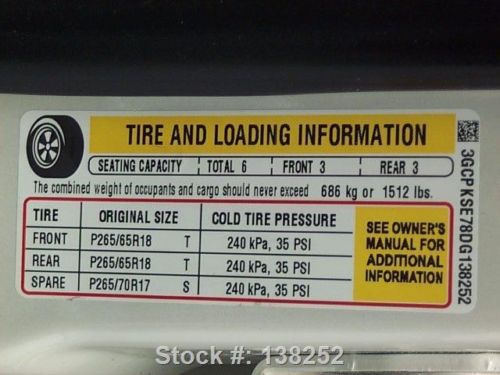 TIRE AND LOADING INFORMATION
SEATING CAPACITY TOTAL 6 FRONT 3 REAR 3
The combined weight of occupants and cargo should never exceed 686 kg or 1512 lbs.
TIRE ORIGINAL SIZE COLD TIRE PRESSURE
FRONT P265/65R18 T 240 kPa, 35 PSI
REAR P265/65R18 T 240 kPa, 35 PSI
SPARE P265/70R17 S 240 kPa, 35 PSI
SEE OWNER'S
MANUAL FOR
ADDITIONAL
INFORMATION
3GCPKSE78DG138252
Stock #: 138252